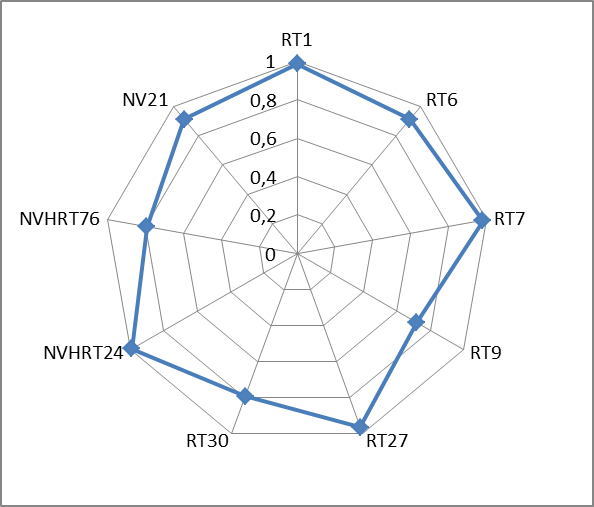 RT1
1
NV21
RT6
0,8
0,6
0,4
NVHRT76
0,2
RT7
0
NVHRT24
RT9
RT30
RT27